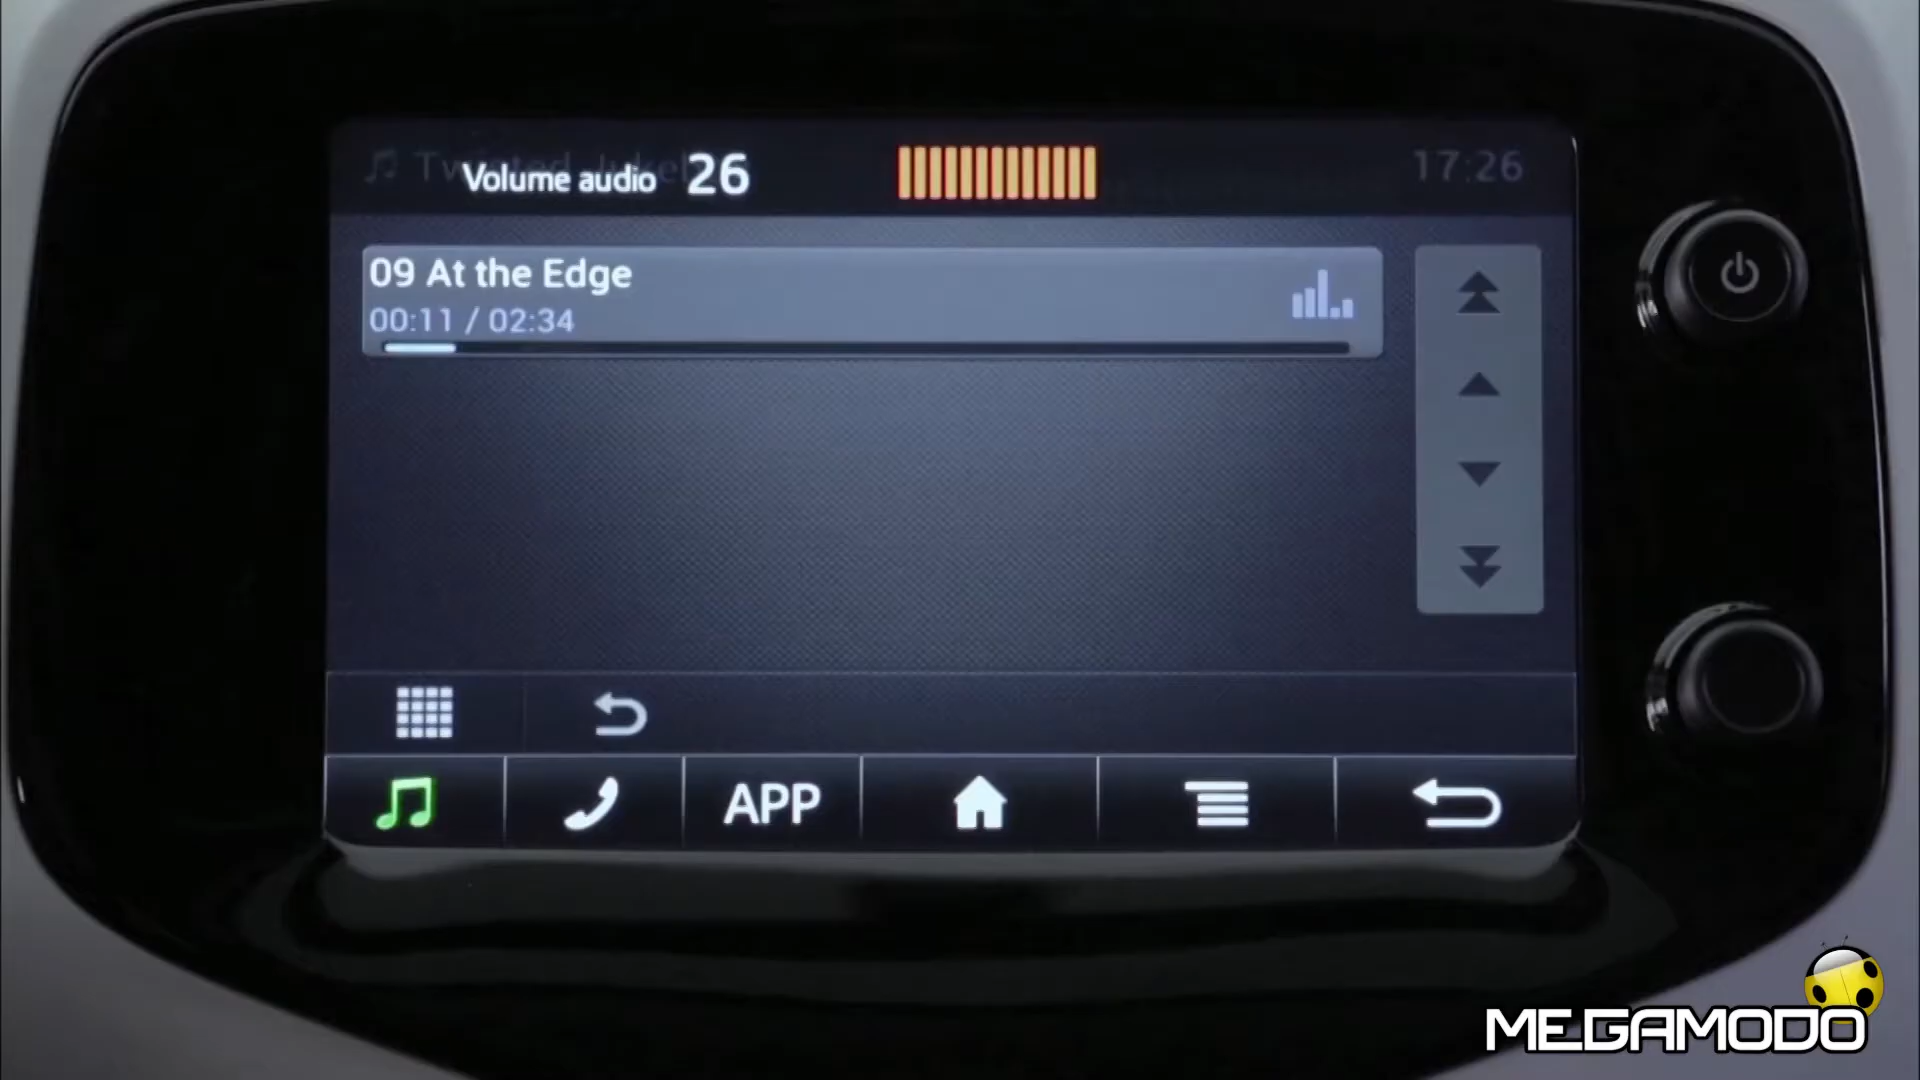 Volume audio 26
17:26
09 At the Edge
00:11 / 02:34
APP
MEGAMODO